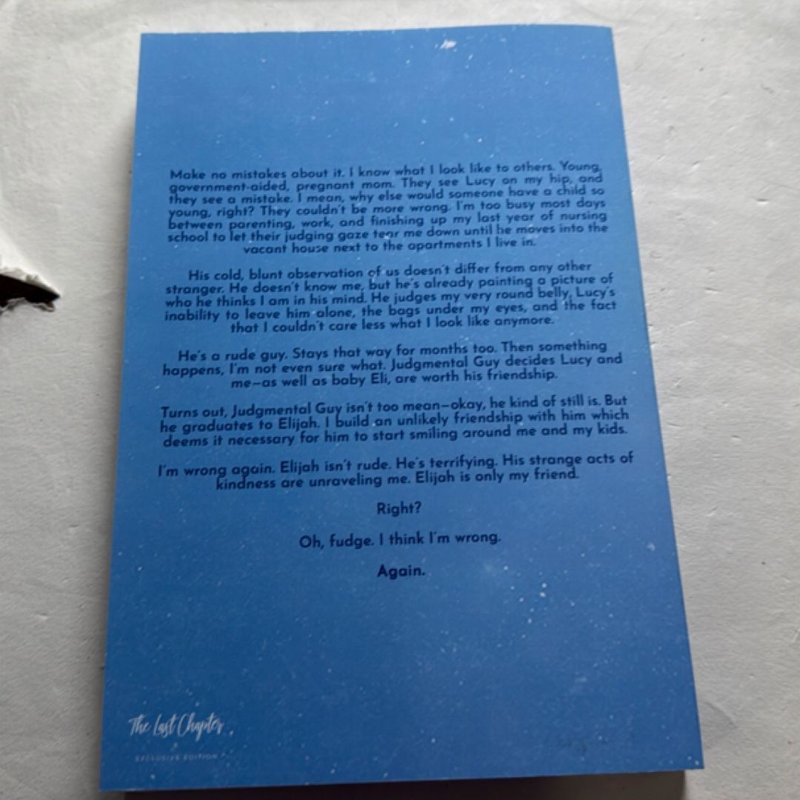 Make no mistakes about it. I know what I look like to others. Young,
government-aided, pregnant mom. They see Lucy on my hip, and
they see a mistake. I mean, why else would someone have a child so
young, right? They couldn't be more wrong. I'm too busy most days
between parenting, work, and finishing up my last year of nursing
school to let their judging gaze tear me down until he moves into the
vacant house next to the apartments I live in.
His cold, blunt observation of us doesn't differ from any other
stranger. He doesn't know me, but he's already painting a picture of
who he thinks I am in his mind. He judges my very round belly, Lucy's
inability to leave him alone, the bags under my eyes, and the fact
that I couldn't care less what I look like anymore.
He's a rude guy. Stays that way for months too. Then something
happens, I'm not even sure what. Judgmental Guy decides Lucy and
me—as well as baby Eli, are worth his friendship.
Turns out, Judgmental Guy isn't too mean—okay, he kind of still is. But
he graduates to Elijah. I build an unlikely friendship with him which
deems it necessary for him to start smiling around me and my kids.
I'm wrong again. Elijah isn't rude. He's terrifying. His strange acts of
kindness are unraveling me. Elijah is only my friend.
Right?
Oh, fudge. I think I'm wrong.
Again.
The Last Chapter
EXCLUSIVE EDITION